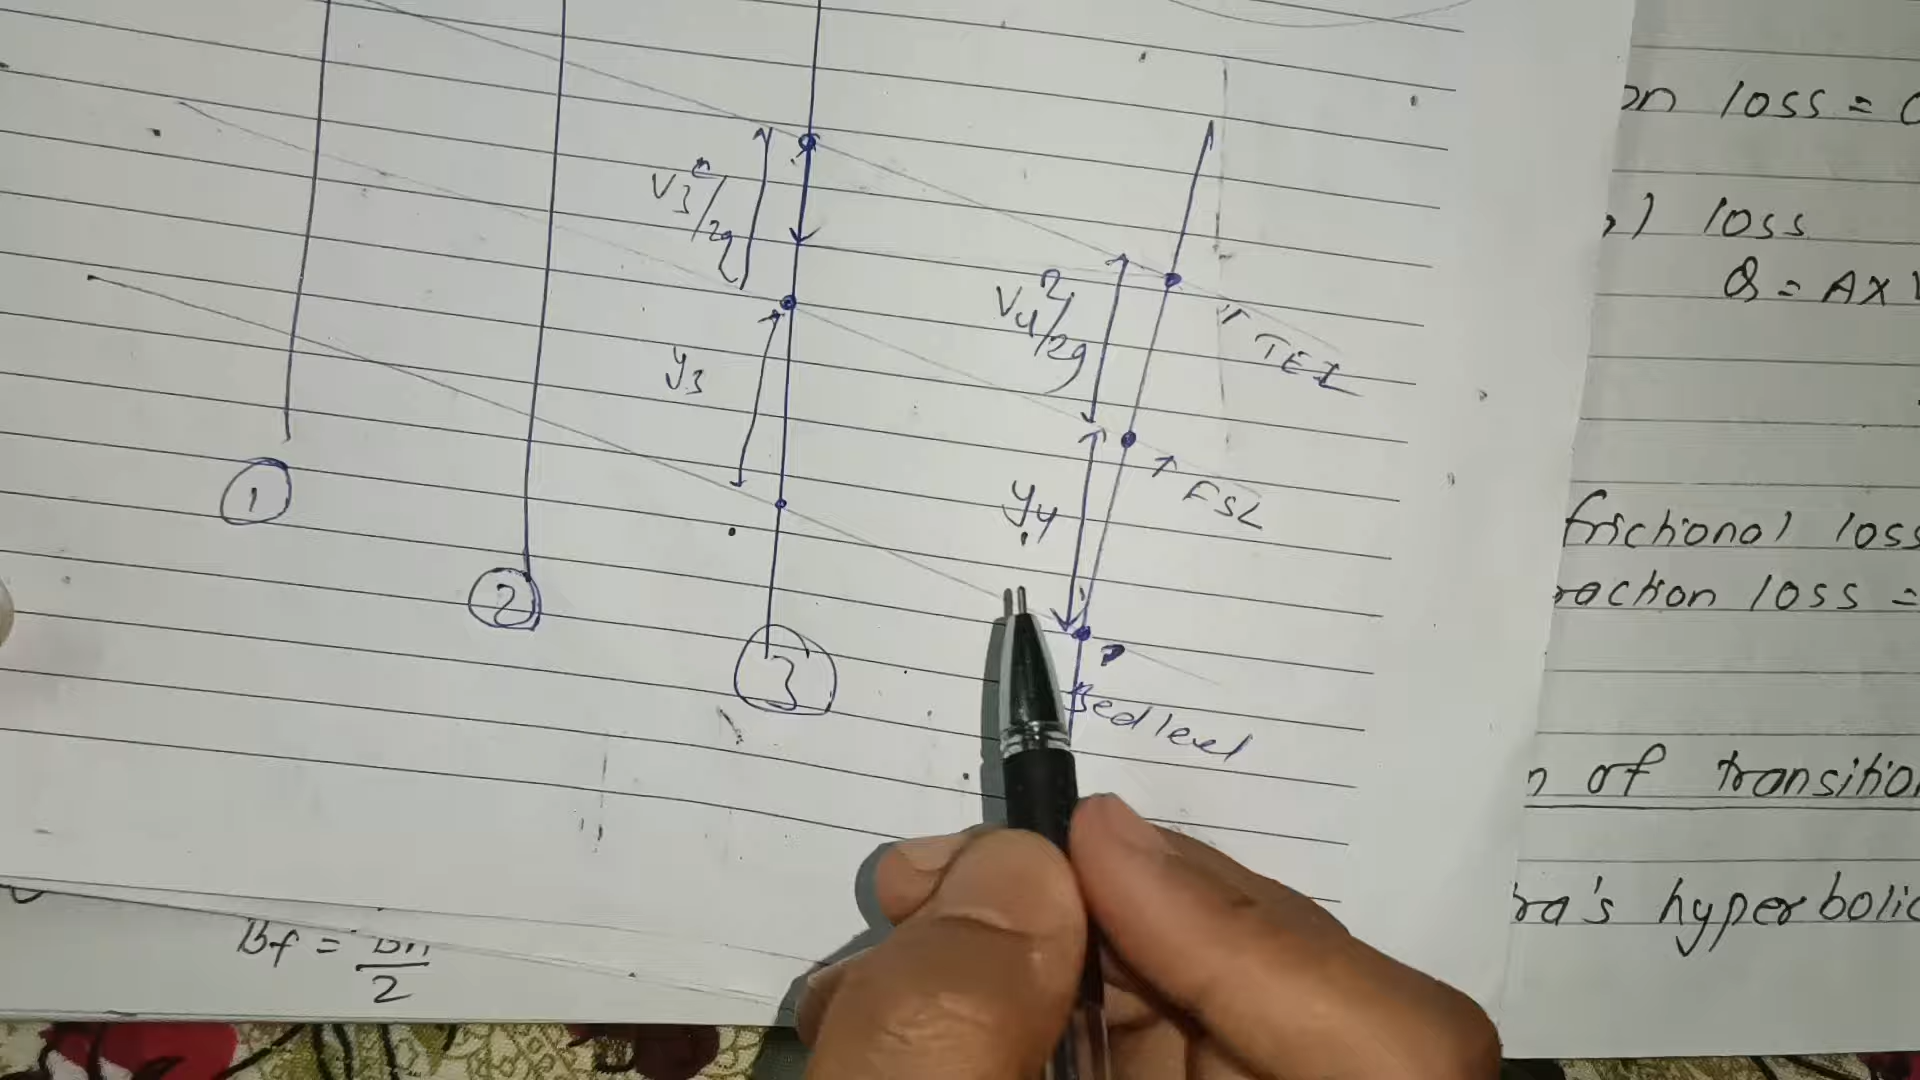 V3²/2g
y3
V4²/2g
y4
TEL
FSL
Bed level
1
2
3
Bf = Bn/2
on loss =
loss
Q = A x V
frictional loss
raction loss =
n of transition
ra's hyperbolic